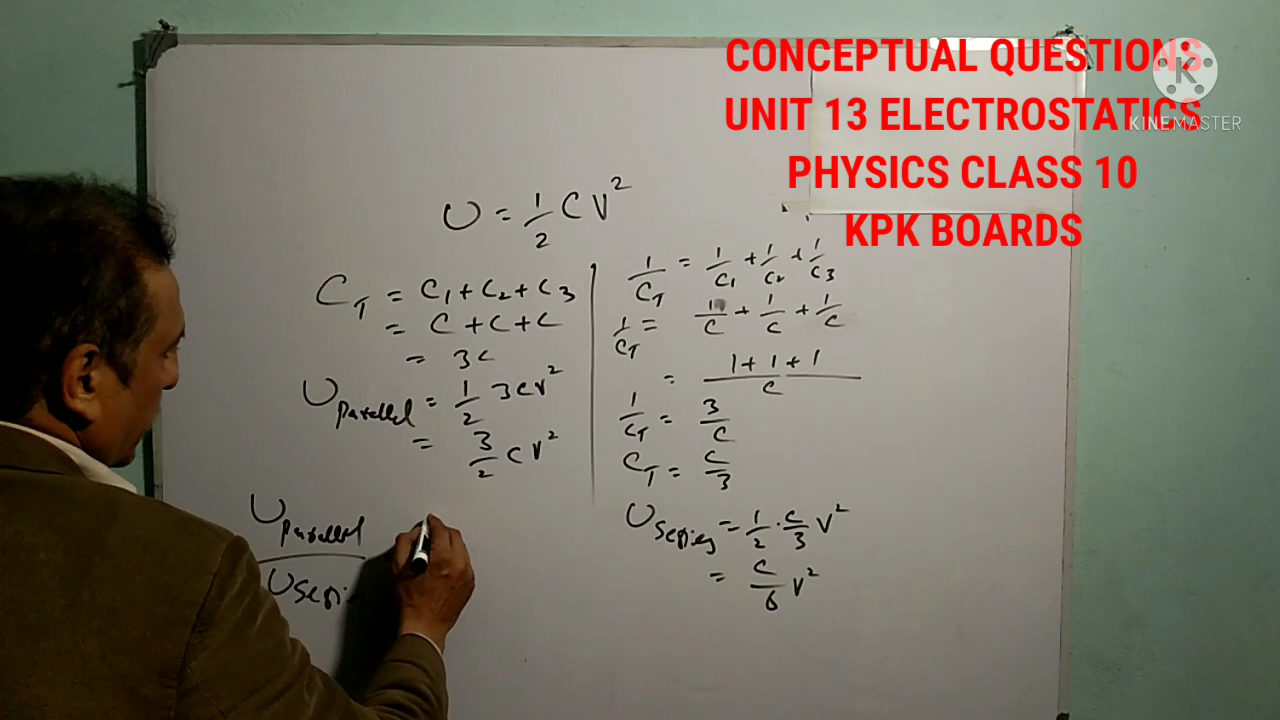 CONCEPTUAL QUESTIONS
UNIT 13 ELECTROSTATICS
PHYSICS CLASS 10
KPK BOARDS
KINEMASTER
U = 1/2 CV²
C_T = C₁ + C₂ + C₃
= C + C + C
= 3C
U_parallel = 1/2 3CV²
= 3/2 CV²
U_parallel
U_series
1/C_T = 1/C₁ + 1/C₂ + 1/C₃
1/C_T = 1/C + 1/C + 1/C
= 1 + 1 + 1 / C
1/C_T = 3/C
C_T = C/3
U_series = 1/2 · C/3 V²
= C/6 V²